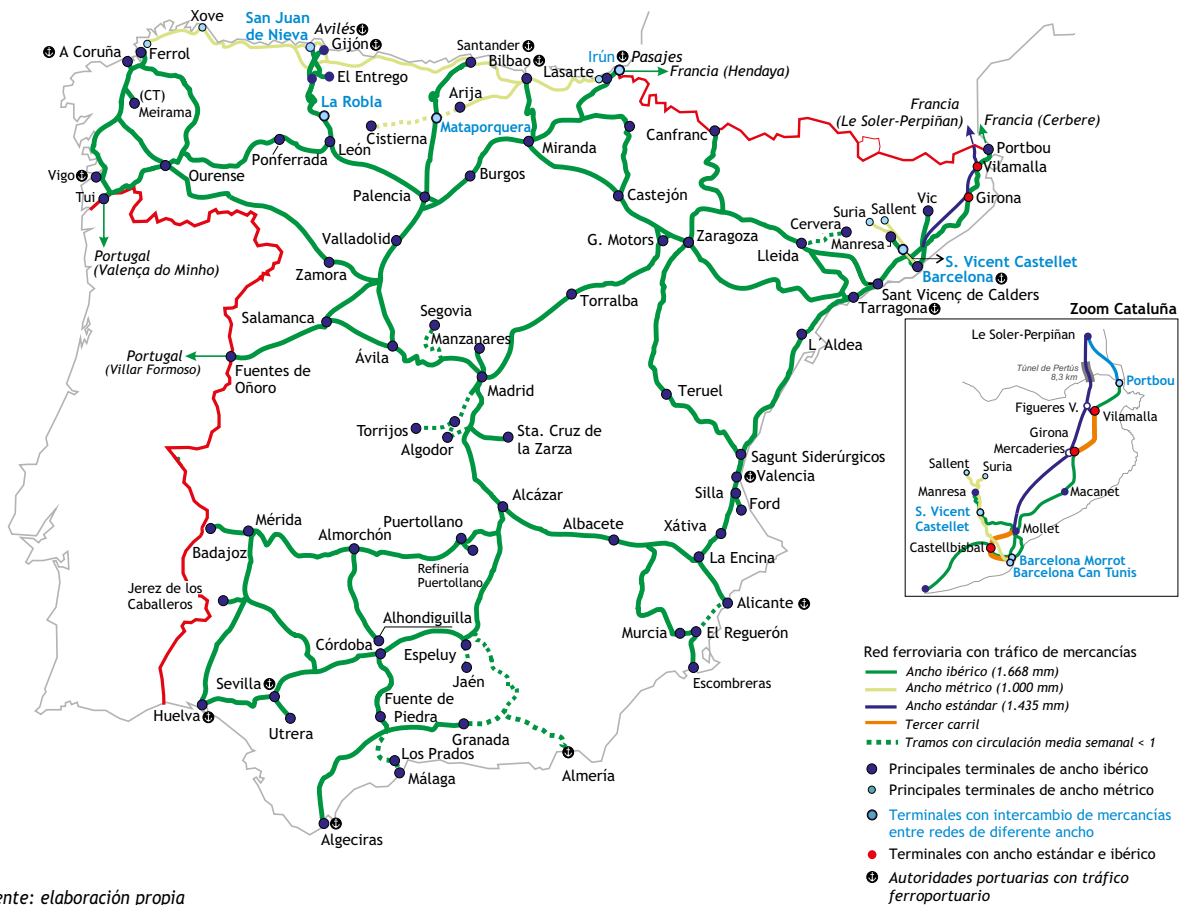 Xove
San Juan
de Nieva
Avilés
Gijón
A Coruña
Ferrol
Santander
Bilbao
Irún
Pasajes
Lasarte
Francia (Hendaya)
El Entrego
(CT)
Meirama
La Robla
Arija
Cistierna
Mataporquera
Canfranc
Francia
(Le Soler-Perpiñan)
Francia (Cerbere)
Portbou
Vilamalla
Ponferrada
León
Miranda
Ourense
Vigo
Tui
Palencia
Burgos
Castejón
Girona
Vic
Suria
Sallent
Cervera
Manresa
Portugal
(Valença do Minho)
Valladolid
G. Motors
Zaragoza
Lleida
S. Vicent Castellet
Barcelona
Zamora
Torralba
Sant Vicenç de Calders
Tarragona
Salamanca
Segovia
Manzanares
L´Aldea
Portugal
(Villar Formoso)
Fuentes de
Oñoro
Ávila
Madrid
Teruel
Torrijos
Algodor
Sta. Cruz de
la Zarza
Sagunt Siderúrgicos
Valencia
Silla
Ford
Alcázar
Mérida
Badajoz
Almorchón
Puertollano
Refinería
Puertollano
Albacete
Xátiva
La Encina
Jerez de los
Caballeros
Alhondiguilla
Córdoba
Espeluy
Jaén
Alicante
Murcia
El Reguerón
Escombreras
Sevilla
Huelva
Utrera
Fuente de
Piedra
Granada
Los Prados
Málaga
Almería
Algeciras
Zoom Cataluña
Le Soler-Perpiñan
Túnel de Pertús
8,3 km
Portbou
Figueres V.
Vilamalla
Girona
Mercaderies
Sallent
Suria
Manresa
Macanet
S. Vicent
Castellet
Mollet
Castellbisbal
Barcelona Morrot
Barcelona Can Tunis
Red ferroviaria con tráfico de mercancías
Ancho ibérico (1.668 mm)
Ancho métrico (1.000 mm)
Ancho estándar (1.435 mm)
Tercer carril
Tramos con circulación media semanal < 1
Principales terminales de ancho ibérico
Principales terminales de ancho métrico
Terminales con intercambio de mercancías
entre redes de diferente ancho
Terminales con ancho estándar e ibérico
Autoridades portuarias con tráfico
ferroportuario
ente: elaboración propia